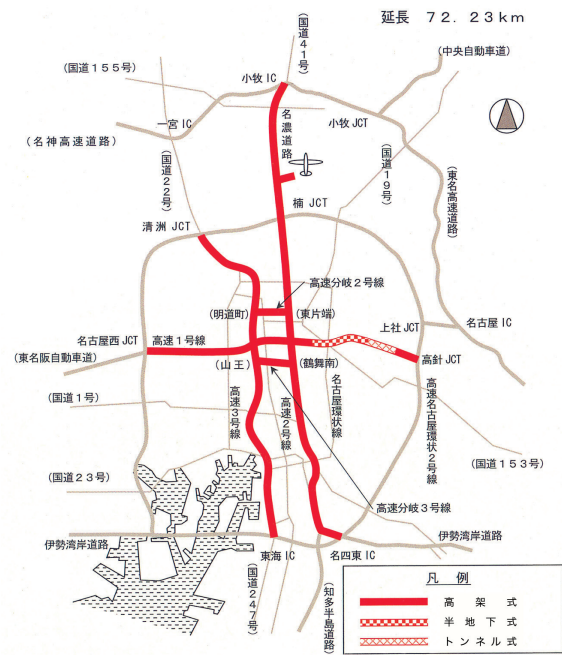 延長 72.23km
(国道41号)
(中央自動車道)
(国道155号)
小牧IC
小牧JCT
一宮IC
名濃道路
(名神高速道路)
(国道22号)
(国道19号)
(東名高速道路)
楠JCT
清洲JCT
高速分岐2号線
(明道町)
(東片端)
上社JCT
名古屋IC
名古屋西JCT
高速1号線
(東名阪自動車道)
高針JCT
(山王)
(鶴舞南)
(国道1号)
高速3号線
高速2号線
名古屋環状線
高速名古屋環状2号線
(国道153号)
(国道23号)
高速分岐3号線
伊勢湾岸道路
伊勢湾岸道路
東海IC
名四東IC
(国道247号)
(知多半島道路)
凡例
高架式
半地下式
トンネル式